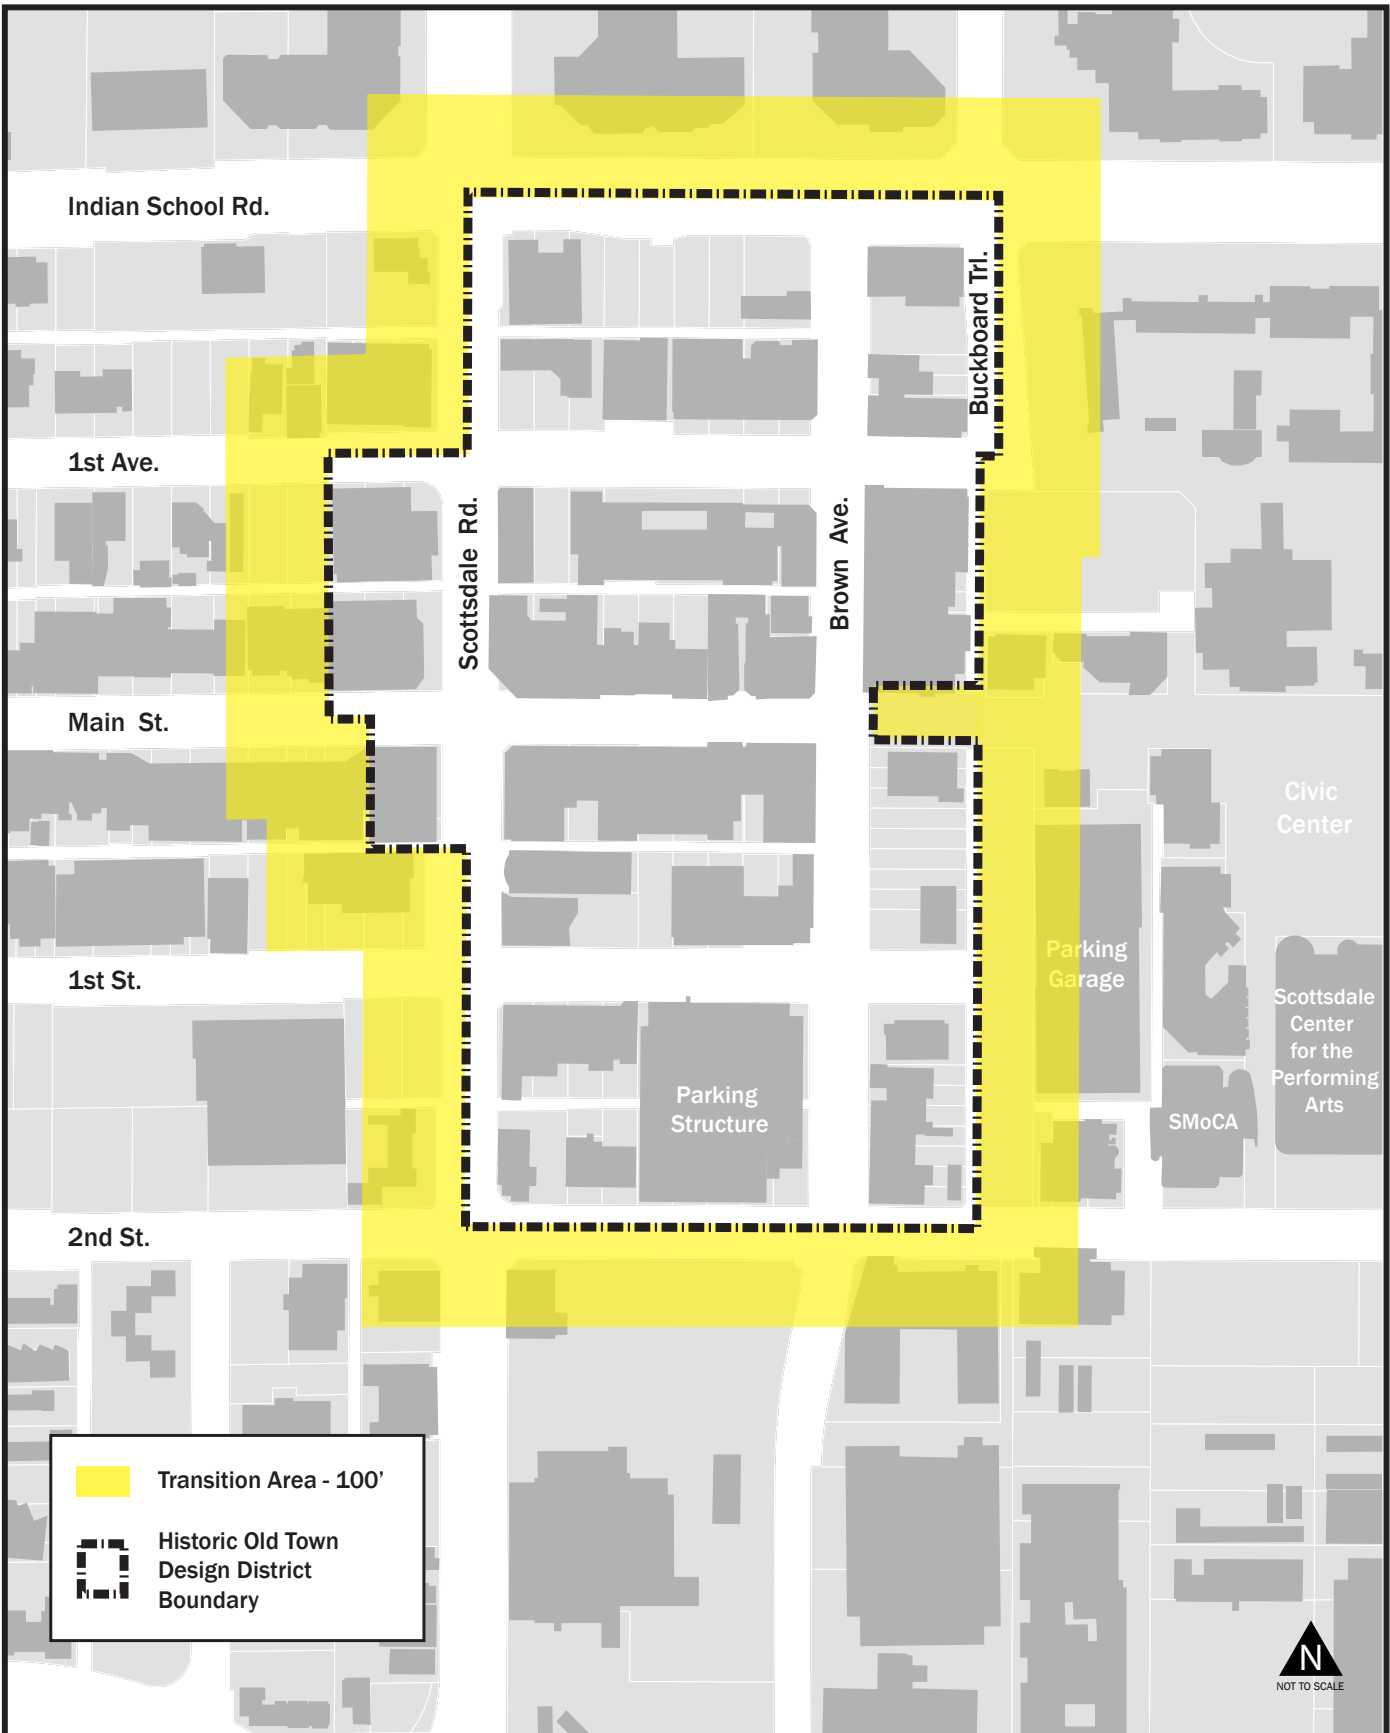 Indian School Rd.
Buckboard Trl.
1st Ave.
Scottsdale Rd.
Brown Ave.
Main St.
Civic
Center
Parking
Garage
1st St.
Scottsdale
Center
for the
Performing
Arts
Parking
Structure
SMoCA
2nd St.
Transition Area - 100'
Historic Old Town
Design District
Boundary
N
NOT TO SCALE